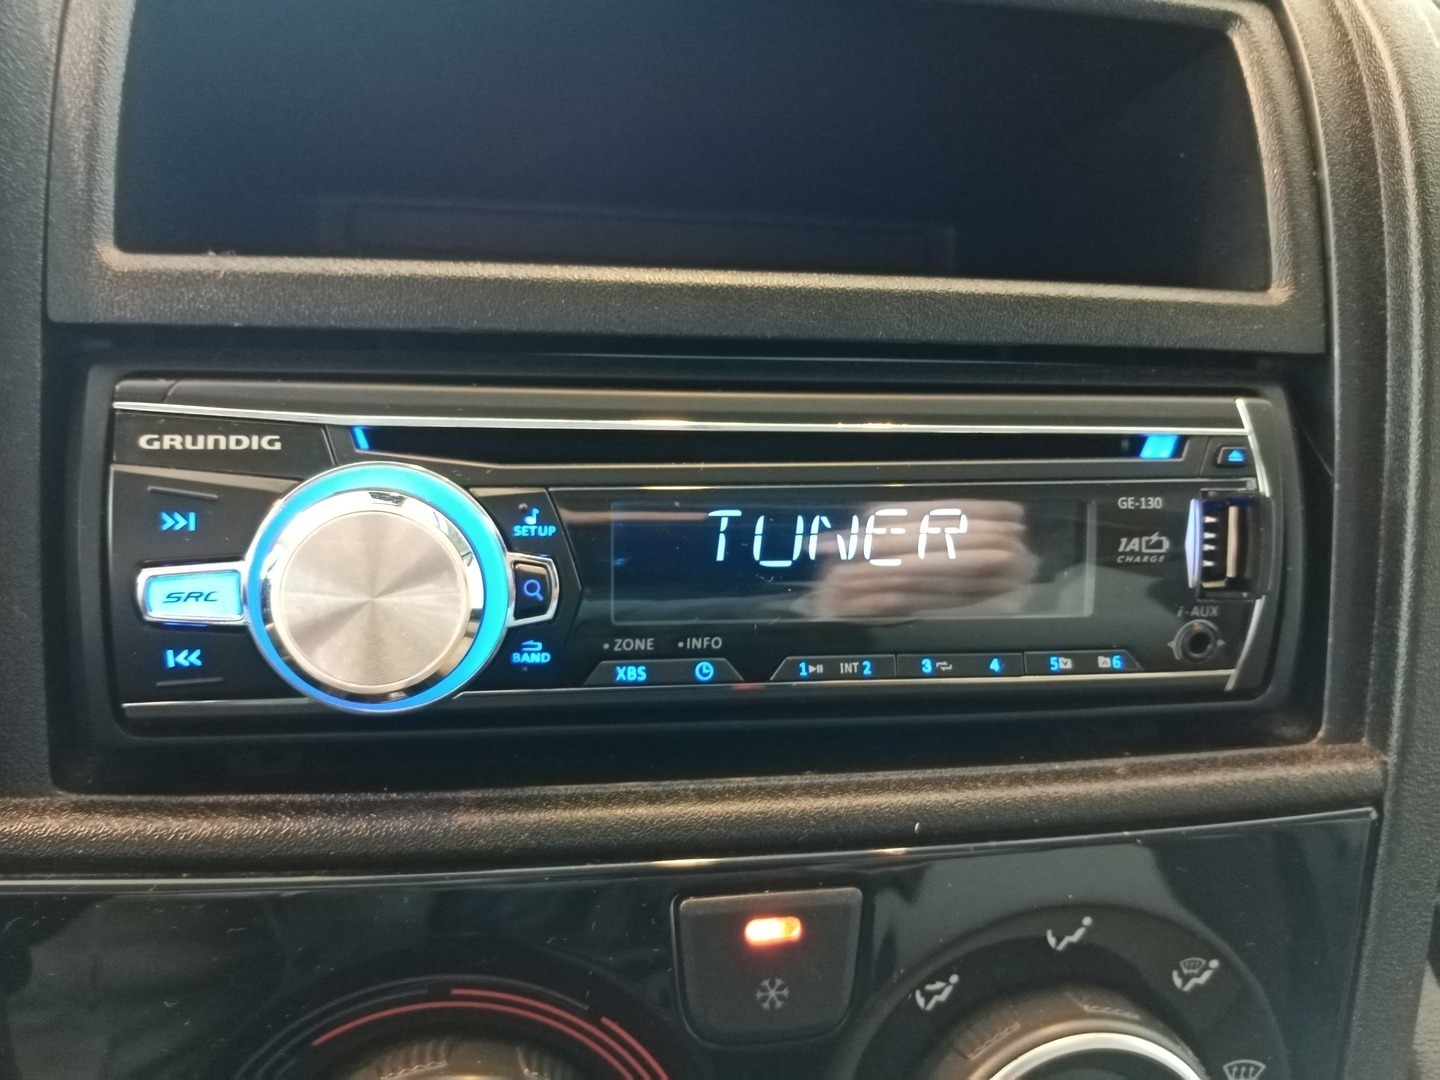 GRUNDIG
SETUP
TUNER
GE-130
1A
CHARGE
SRC
i-AUX
BAND
ZONE INFO
XBS
1 INT 2 3 4 5 6